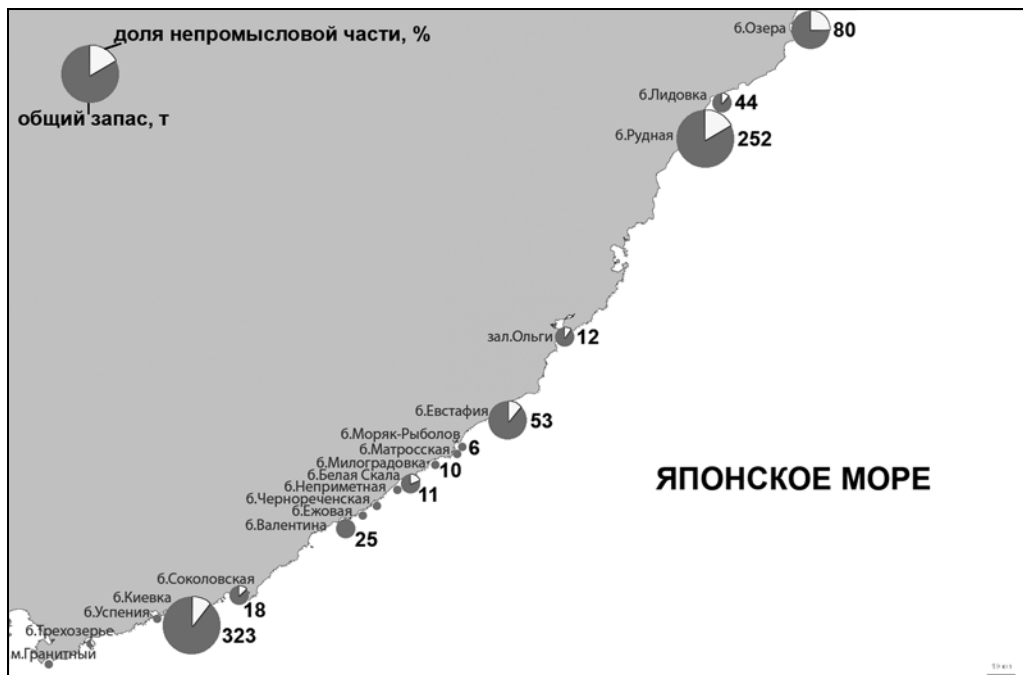 доля непромысловой части, %
общий запас, т
б.Озера
80
б.Лидовка
44
б.Рудная
252
зал.Ольги
12
б.Евстафия
53
б.Моряк-Рыболов
6
б.Матросская
б.Милоградовка
10
б.Белая Скала
11
б.Неприметная
б.Чернореченская
б.Ежовая
б.Валентина
25
ЯПОНСКОЕ МОРЕ
б.Соколовская
18
б.Киевка
323
б.Успения
б.Трехозерье
м.Гранитный